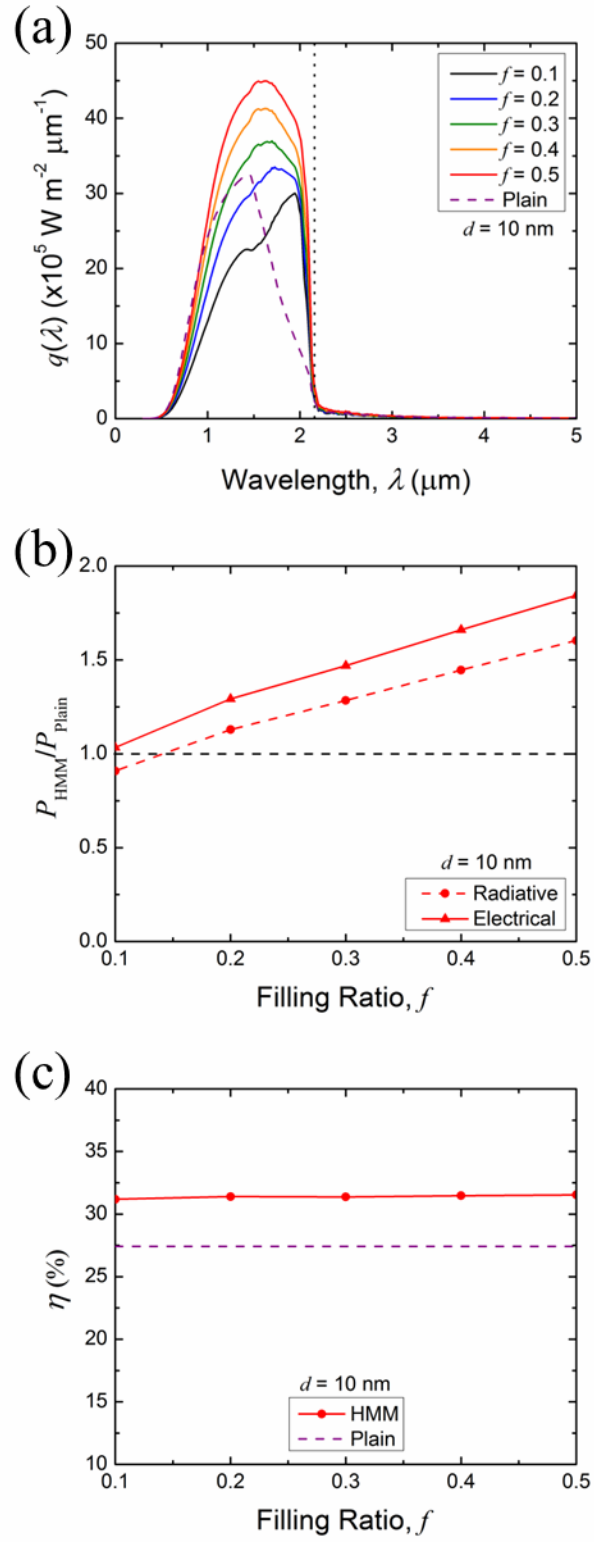 (a)
50
40
30
20
10
0
q(λ) (x10⁵ W m⁻² μm⁻¹)
f = 0.1
f = 0.2
f = 0.3
f = 0.4
f = 0.5
Plain
d = 10 nm
0 1 2 3 4 5
Wavelength, λ (μm)
(b)
2.0
1.5
1.0
0.5
0.0
P_HMM/P_Plain
d = 10 nm
Radiative
Electrical
0.1 0.2 0.3 0.4 0.5
Filling Ratio, f
(c)
40
35
30
25
20
15
10
η (%)
d = 10 nm
HMM
Plain
0.1 0.2 0.3 0.4 0.5
Filling Ratio, f